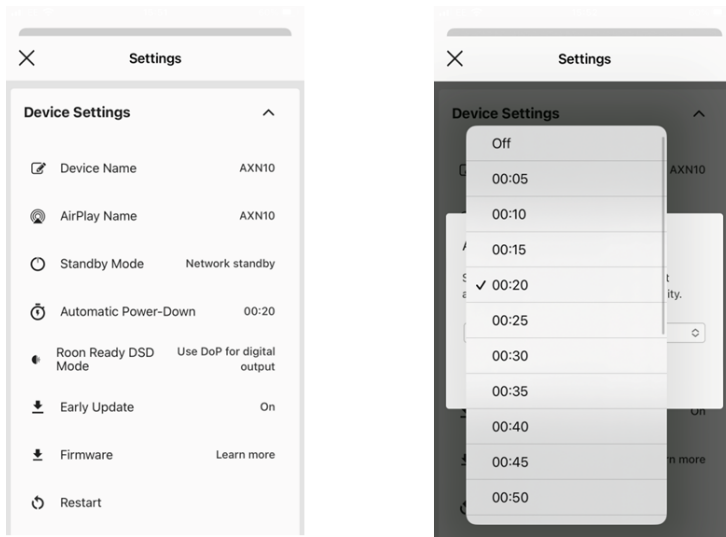 Settings
Device Settings
Device Name AXN10
AirPlay Name AXN10
Standby Mode Network standby
Automatic Power-Down 00:20
Roon Ready DSD Mode
Use DoP for digital output
Early Update On
Firmware Learn more
Restart
Settings
Device Settings
AXN10
Off
00:05
00:10
00:15
00:20
00:25
00:30
00:35
00:40
00:45
00:50
On